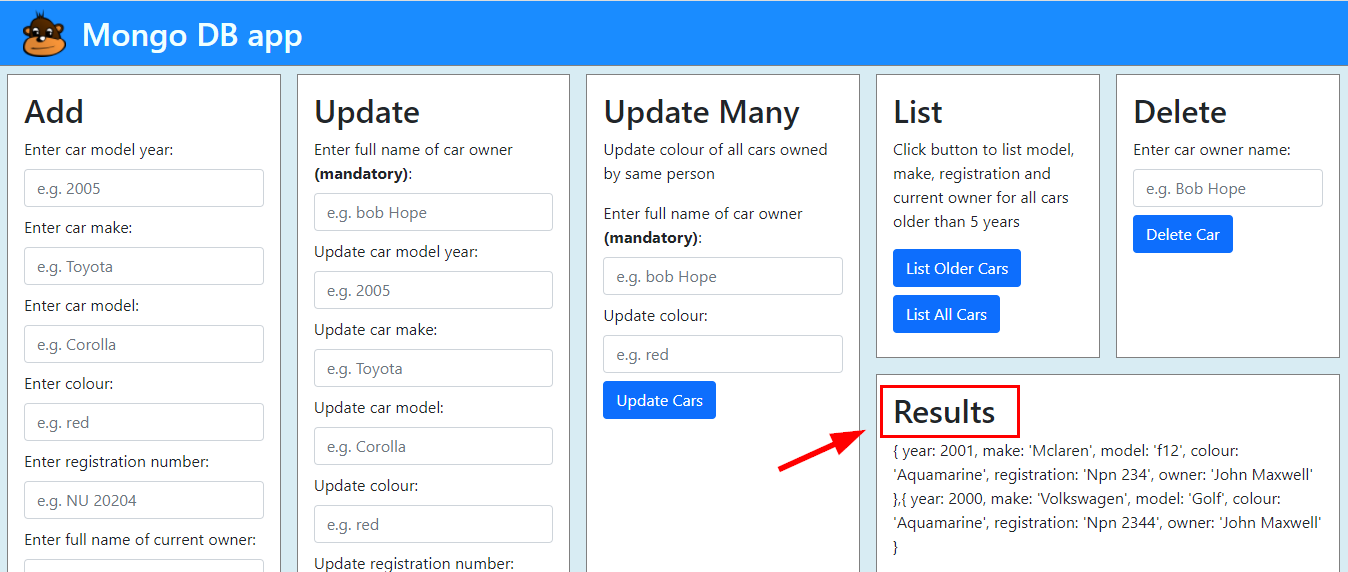 Mongo DB app
Add
Enter car model year:
e.g. 2005
Enter car make:
e.g. Toyota
Enter car model:
e.g. Corolla
Enter colour:
e.g. red
Enter registration number:
e.g. NU 20204
Enter full name of current owner:
Update
Enter full name of car owner
(mandatory):
e.g. bob Hope
Update car model year:
e.g. 2005
Update car make:
e.g. Toyota
Update car model:
e.g. Corolla
Update colour:
e.g. red
Update registration number:
Update Many
Update colour of all cars owned
by same person
Enter full name of car owner
(mandatory):
e.g. bob Hope
Update colour:
e.g. red
Update Cars
List
Click button to list model,
make, registration and
current owner for all cars
older than 5 years
List Older Cars
List All Cars
Delete
Enter car owner name:
e.g. Bob Hope
Delete Car
Results
{ year: 2001, make: 'Mclaren', model: 'f12', colour:
'Aquamarine', registration: 'Npn 234', owner: 'John Maxwell'
},{ year: 2000, make: 'Volkswagen', model: 'Golf', colour:
'Aquamarine', registration: 'Npn 2344', owner: 'John Maxwell'
}